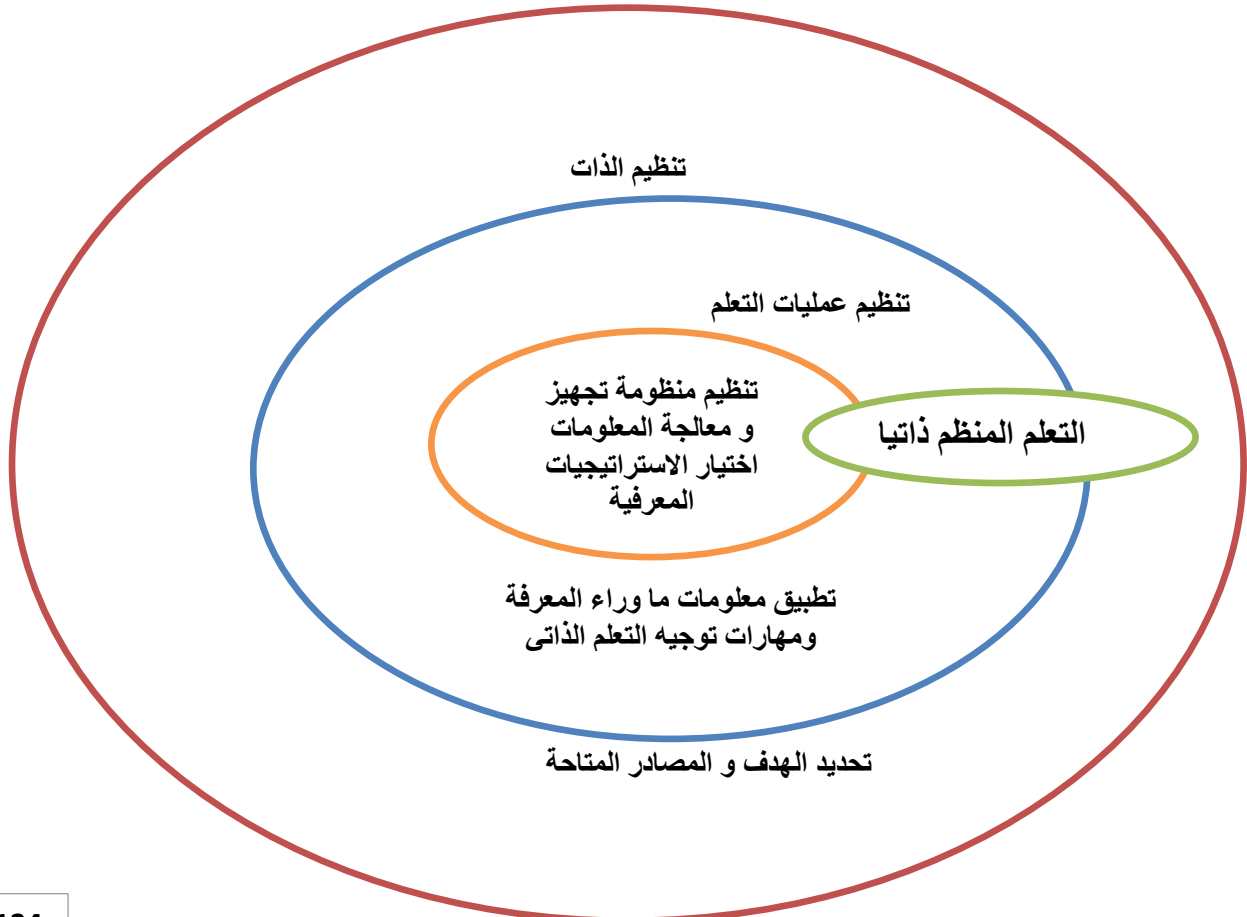 تنظيم الذات
تنظيم عمليات التعلم
تنظيم منظومة تجهيز
و معالجة المعلومات
اختيار الاستراتيجيات
المعرفية
التعلم المنظم ذاتيا
تطبيق معلومات ما وراء المعرفة
ومهارات توجيه التعلم الذاتى
تحديد الهدف و المصادر المتاحة